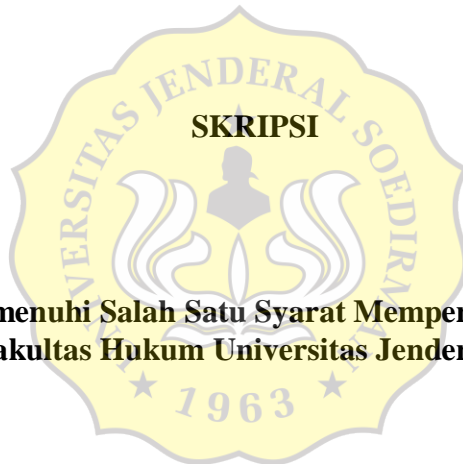 UNIVERSITAS JENDERAL SOEDIRMAN
SKRIPSI
menuhi Salah Satu Syarat Memper
akultas Hukum Universitas Jender
1963